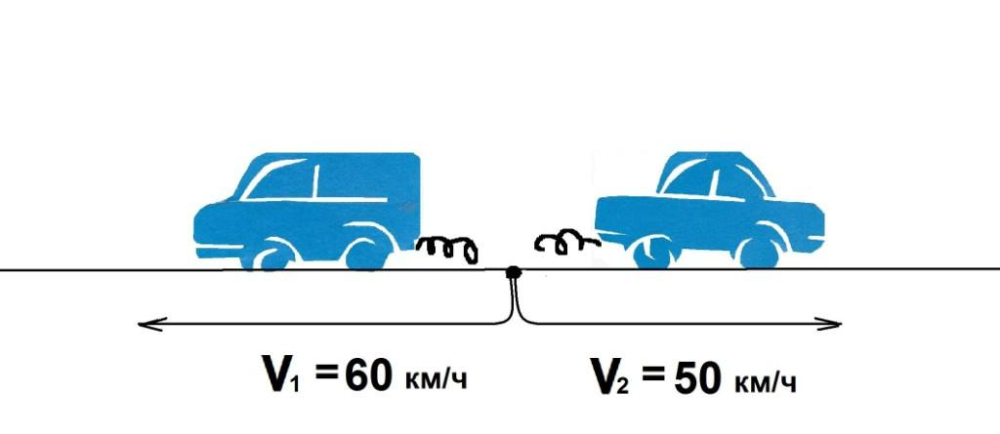 V₁ = 60 км/ч
V₂ = 50 км/ч